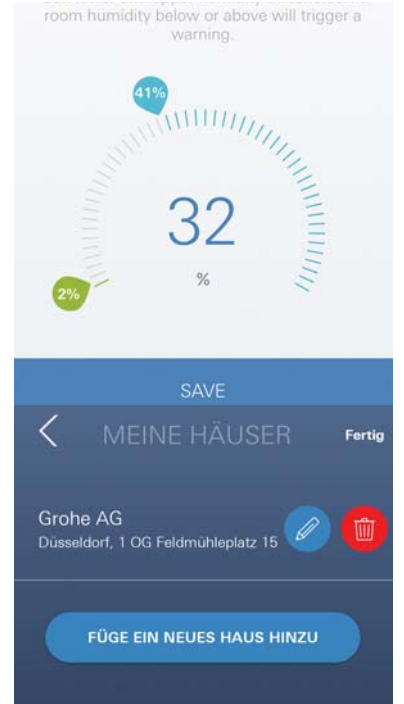 room humidity below or above will trigger a
warning.
41%
32
%
2%
SAVE
MEINE HÄUSER
Fertig
Grohe AG
Düsseldorf, 1 OG Feldmühleplatz 15
FÜGE EIN NEUES HAUS HINZU